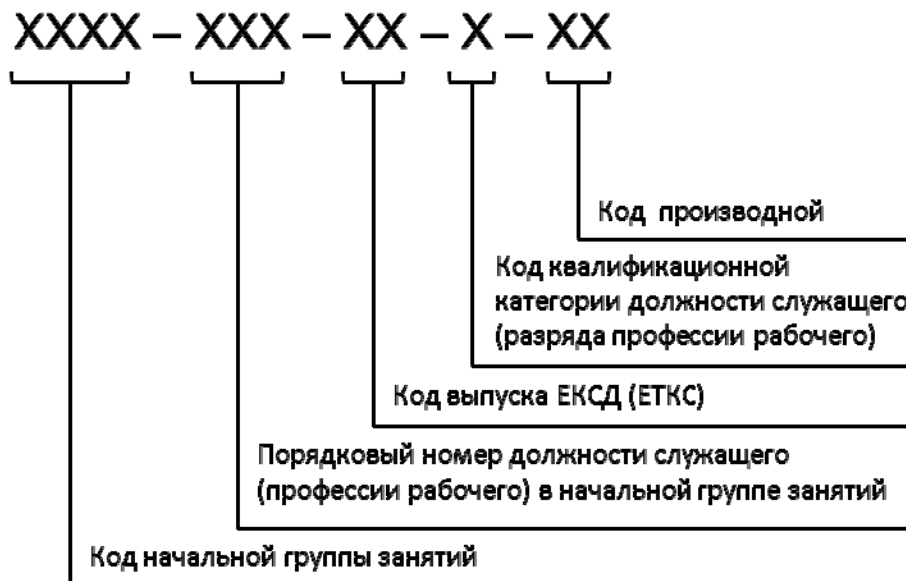 XXXX – XXX – XX – X – XX
Код производной
Код квалификационной
категории должности служащего
(разряда профессии рабочего)
Код выпуска ЕКСД (ЕТКС)
Порядковый номер должности служащего
(профессии рабочего) в начальной группе занятий
Код начальной группы занятий